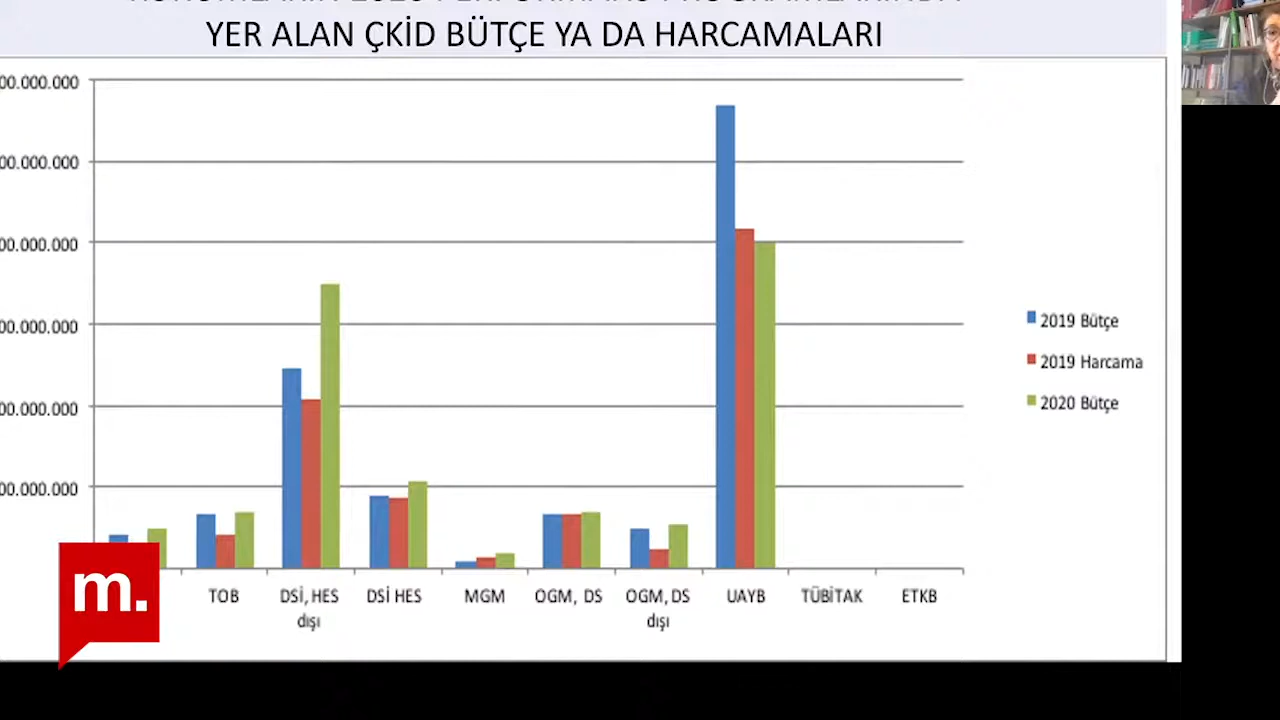 YER ALAN ÇKİD BÜTÇE YA DA HARCAMALARI
00.000.000
00.000.000
00.000.000
00.000.000
00.000.000
00.000.000
2019 Bütçe
2019 Harcama
2020 Bütçe
TOB
DSİ, HES dışı
DSİ HES
MGM
OGM, DS
OGM, DS dışı
UAYB
TÜBİTAK
ETKB
m.